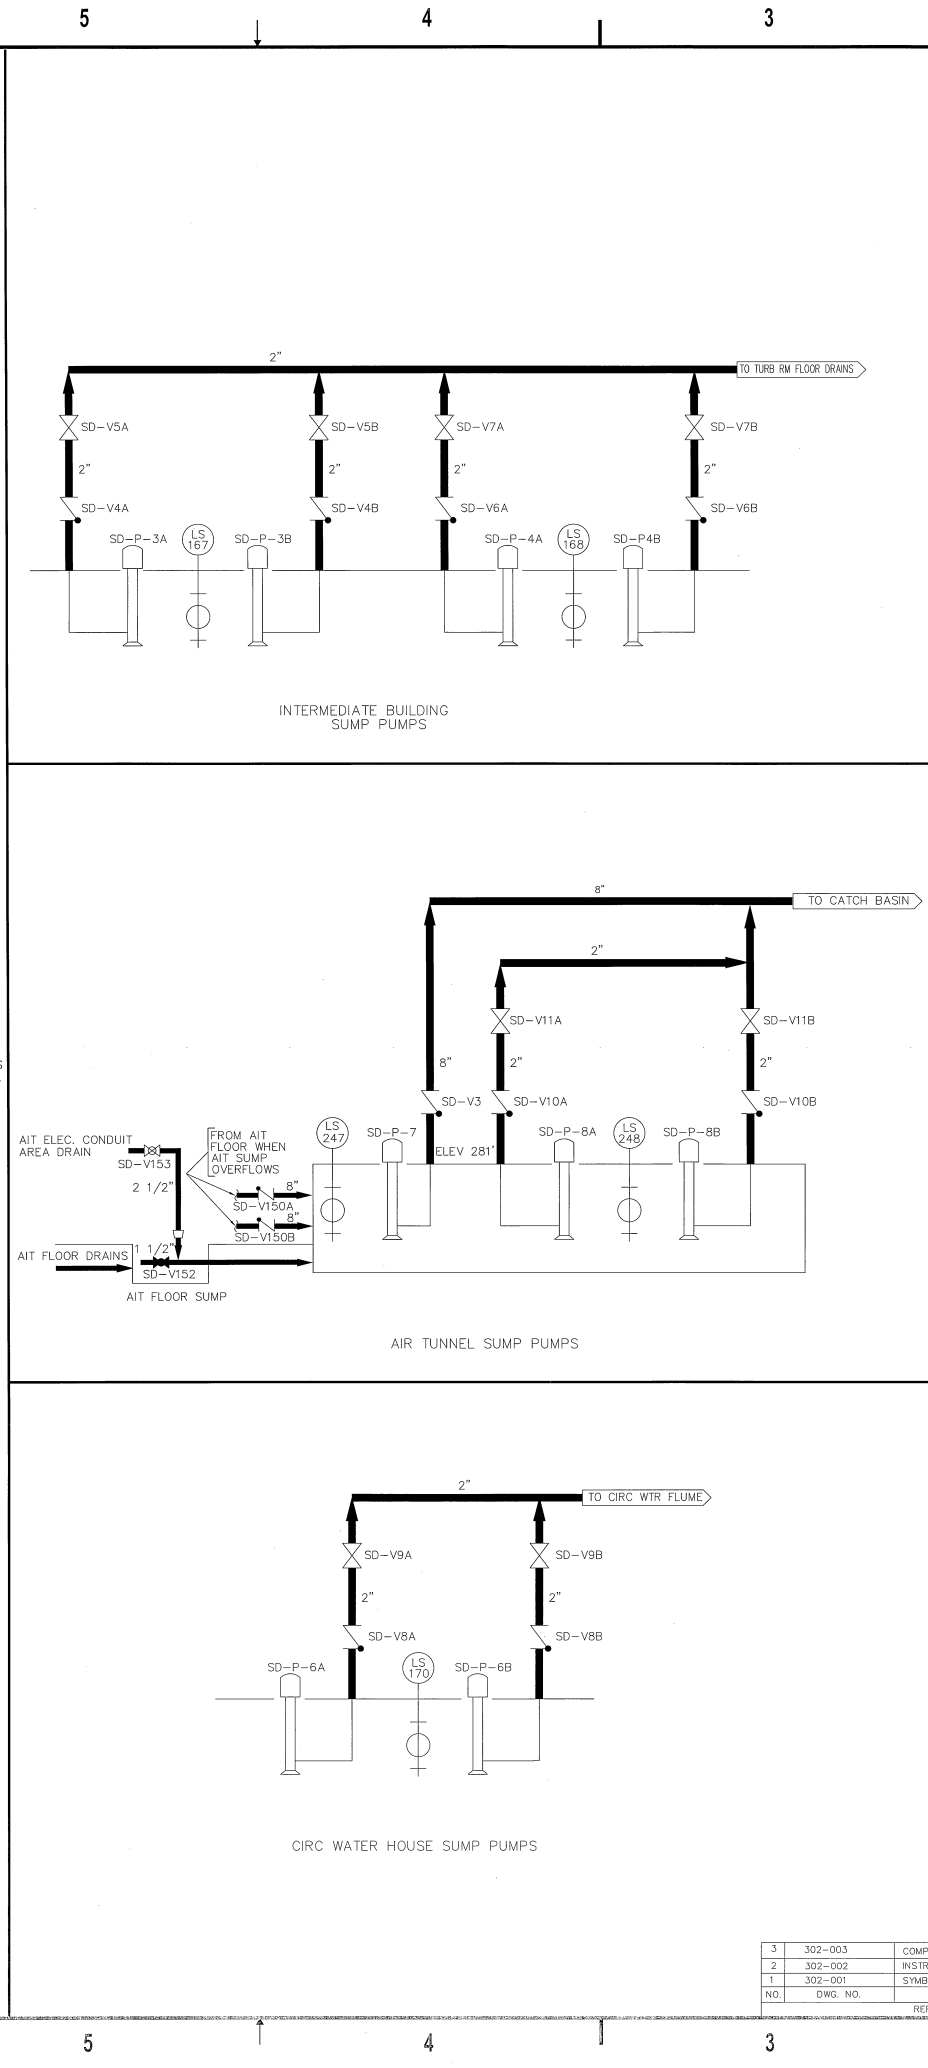 5 4 3
2"
TO TURB RM FLOOR DRAINS
SD-V5A SD-V5B SD-V7A SD-V7B
2" 2" 2" 2"
SD-V4A SD-V4B SD-V6A SD-V6B
SD-P-3A LS 167 SD-P-3B SD-P-4A LS 168 SD-P4B
INTERMEDIATE BUILDING
SUMP PUMPS
8"
TO CATCH BASIN
2"
SD-V11A SD-V11B
8" 2" 2"
S
SD-V3 SD-V10A SD-V10B
LS 247 SD-P-7 SD-P-8A LS 248 SD-P-8B
ELEV 281'
AIT ELEC. CONDUIT
AREA DRAIN
SD-V153
FROM AIT
FLOOR WHEN
AIT SUMP
OVERFLOWS
2 1/2"
8"
SD-V150A
8"
SD-V150B
1 1/2"
AIT FLOOR DRAINS
SD-V152
AIT FLOOR SUMP
AIR TUNNEL SUMP PUMPS
2"
TO CIRC WTR FLUME
SD-V9A SD-V9B
2" 2"
SD-V8A SD-V8B
SD-P-6A LS 170 SD-P-6B
CIRC WATER HOUSE SUMP PUMPS
3 302-003 COMP
2 302-002 INSTR
1 302-001 SYMB
NO. DWG. NO.
REF
5 4 3